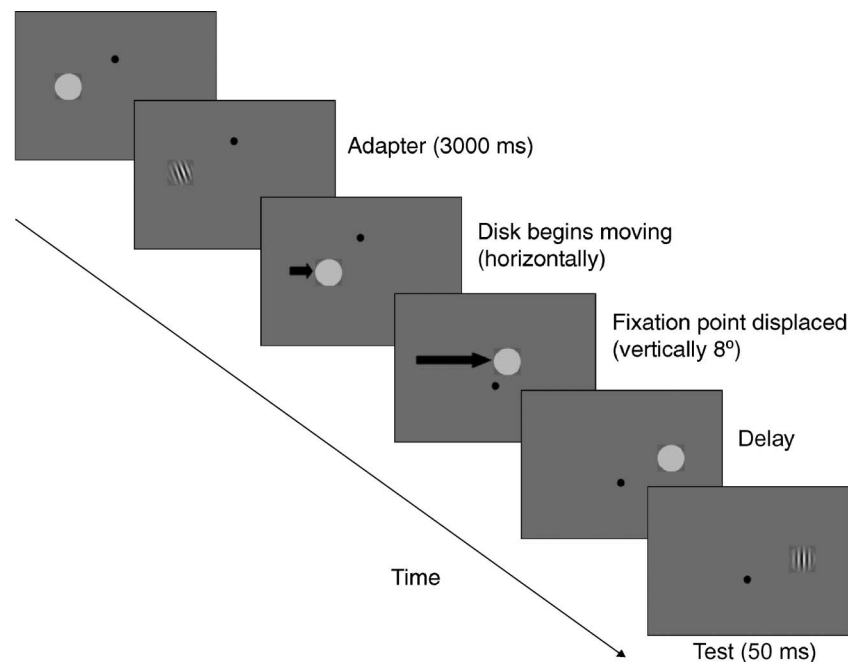 Adapter (3000 ms)
Disk begins moving
(horizontally)
Fixation point displaced
(vertically 8º)
Delay
Time
Test (50 ms)